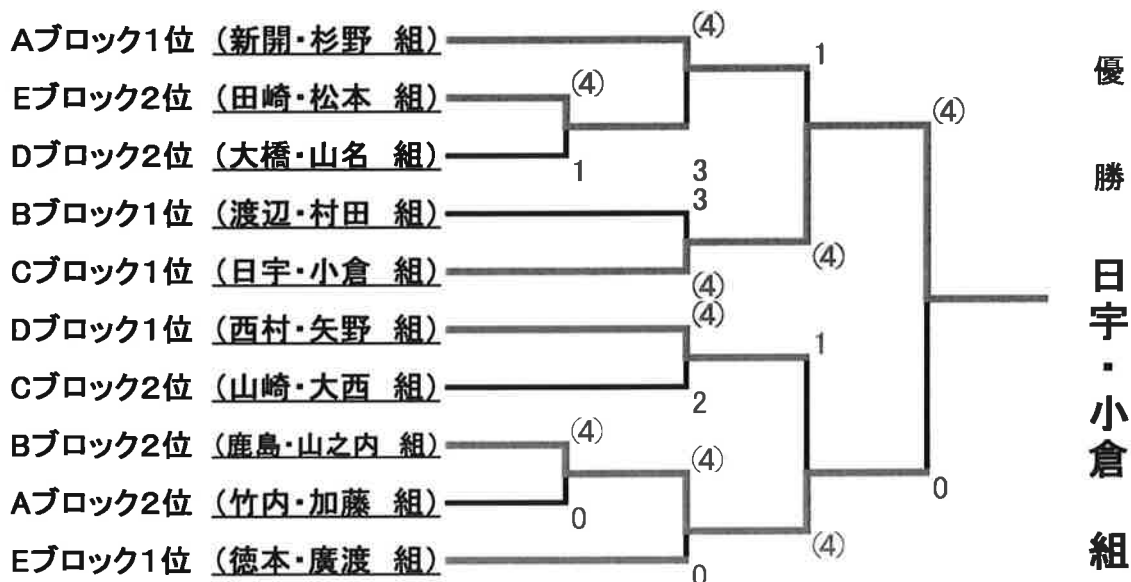 Aブロック1位 (新開・杉野 組)
(4)
1
Eブロック2位 (田崎・松本 組)
(4)
(4)
Dブロック2位 (大橋・山名 組)
1
3
Bブロック1位 (渡辺・村田 組)
3
Cブロック1位 (日宇・小倉 組)
(4)
(4)
Dブロック1位 (西村・矢野 組)
(4)
1
Cブロック2位 (山崎・大西 組)
2
Bブロック2位 (鹿島・山之内 組)
(4)
(4)
Aブロック2位 (竹内・加藤 組)
0
0
Eブロック1位 (徳本・廣渡 組)
(4)
0
優勝
日宇・小倉 組